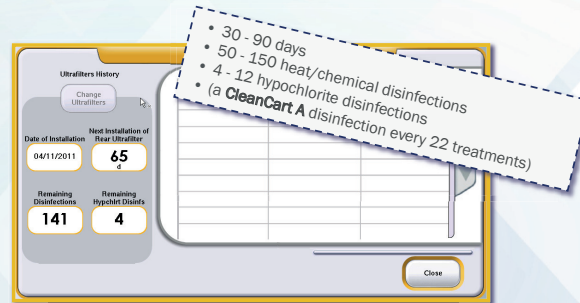 • 30 - 90 days
• 50 - 150 heat/chemical disinfections
• 4 - 12 hypochlorite disinfections
• (a CleanCart A disinfection every 22 treatments)
Ultrafilters History
Change
Ultrafilters
Date of Installation
Next Installation of
Rear Ultrafilter
04/11/2011
65
d
Remaining
Disinfections
Remaining
Hypchlrt Disinfs
141
4
Close